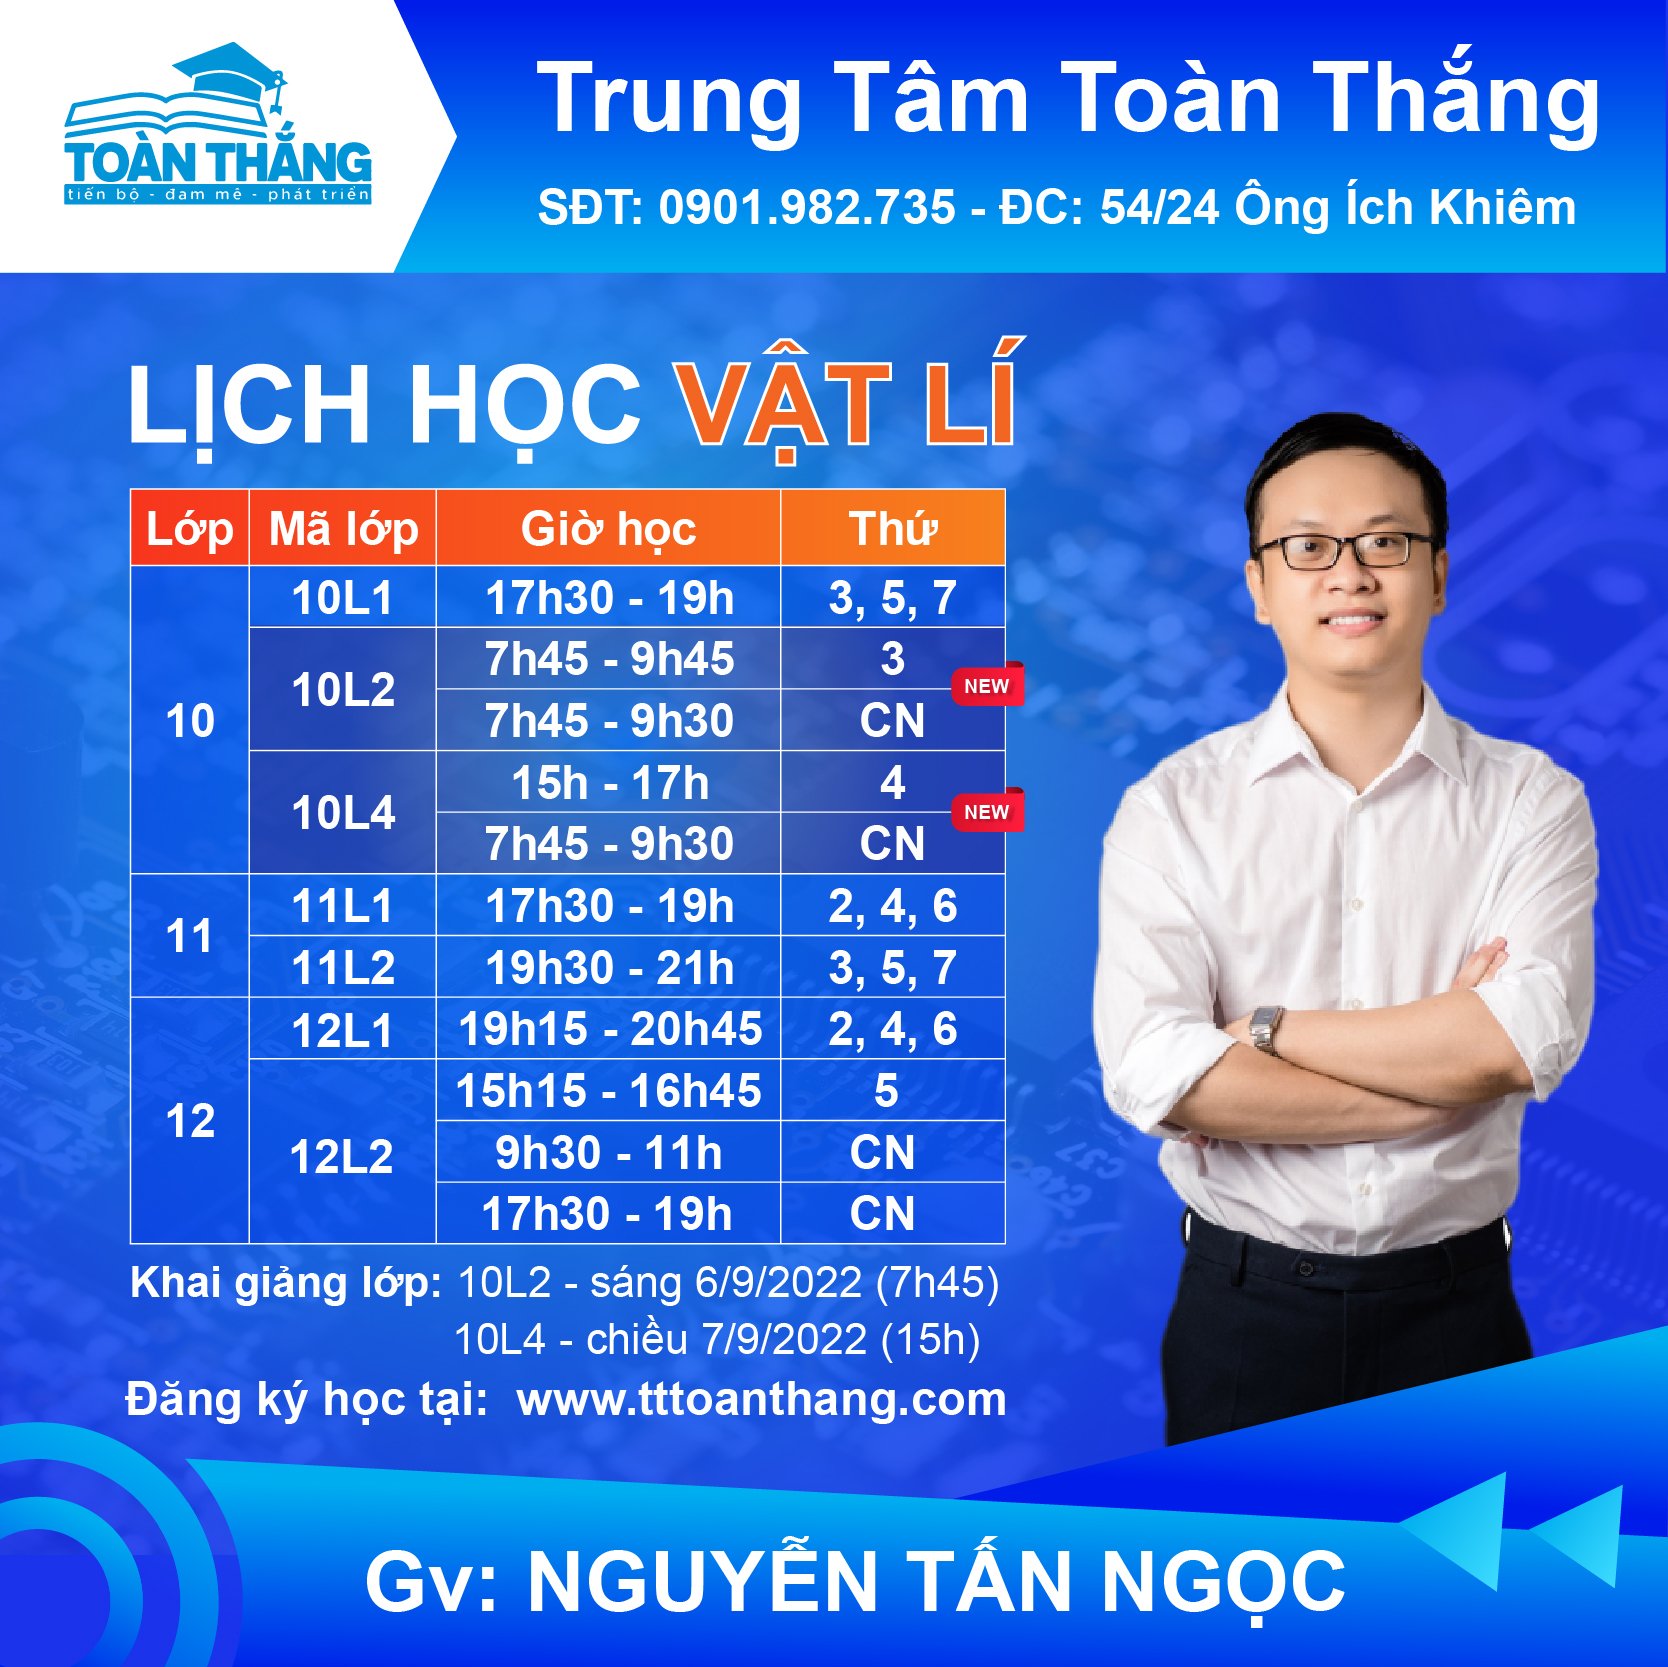 TOÀN THẮNG
tiến bộ - đam mê - phát triển
Trung Tâm Toàn Thắng
SĐT: 0901.982.735 - ĐC: 54/24 Ông Ích Khiêm
LỊCH HỌC VẬT LÍ
Lớp Mã lớp Giờ học Thứ
10 10L1 17h30 - 19h 3, 5, 7
10L2 7h45 - 9h45 3
NEW
7h45 - 9h30 CN
10L4 15h - 17h 4
NEW
7h45 - 9h30 CN
11 11L1 17h30 - 19h 2, 4, 6
11L2 19h30 - 21h 3, 5, 7
12 12L1 19h15 - 20h45 2, 4, 6
12L2 15h15 - 16h45 5
9h30 - 11h CN
17h30 - 19h CN
Khai giảng lớp: 10L2 - sáng 6/9/2022 (7h45)
10L4 - chiều 7/9/2022 (15h)
Đăng ký học tại: www.tttoanthang.com
Gv: NGUYỄN TẤN NGỌC